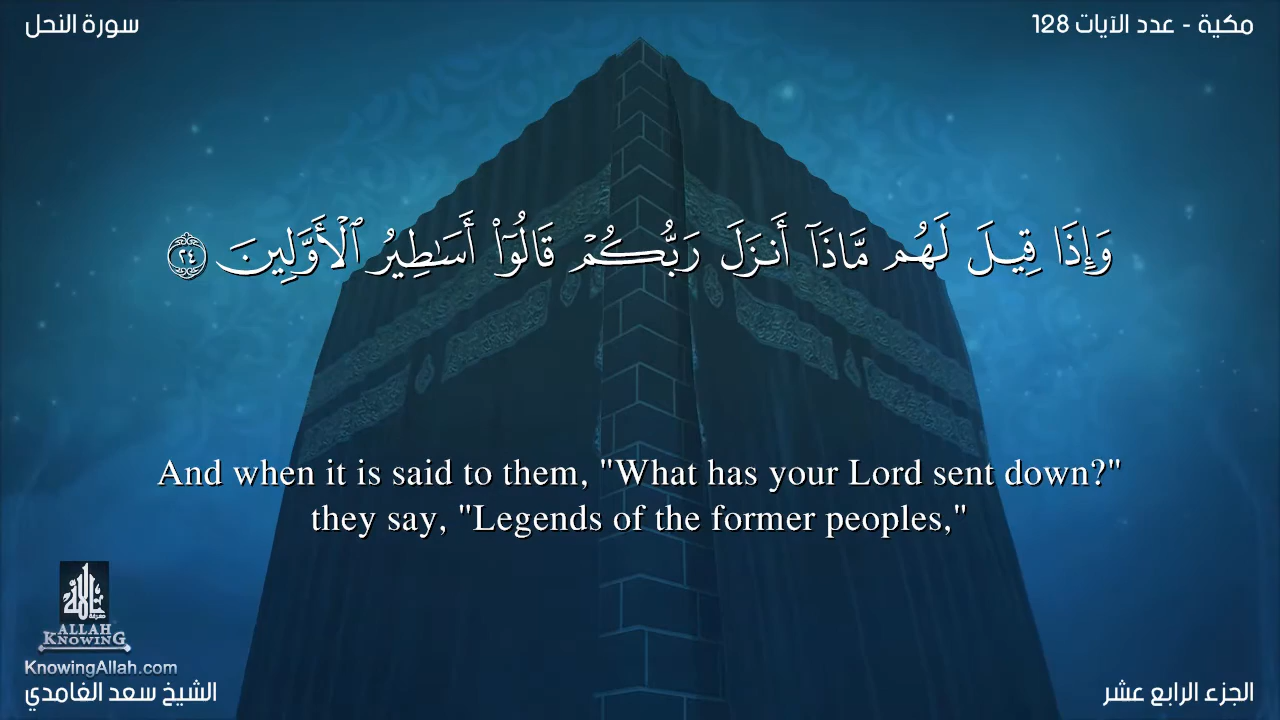 سورة النحل
مكية - عدد الآيات 128
وَإِذَا قِيلَ لَهُم مَّاذَآ أَنزَلَ رَبُّكُمْ قَالُوٓا۟ أَسَٰطِيرُ ٱلْأَوَّلِينَ ٢٤
And when it is said to them, "What has your Lord sent down?"
they say, "Legends of the former peoples,"
ALLAH
KNOWING
KnowingAllah.com
الشيخ سعد الغامدي
الجزء الرابع عشر